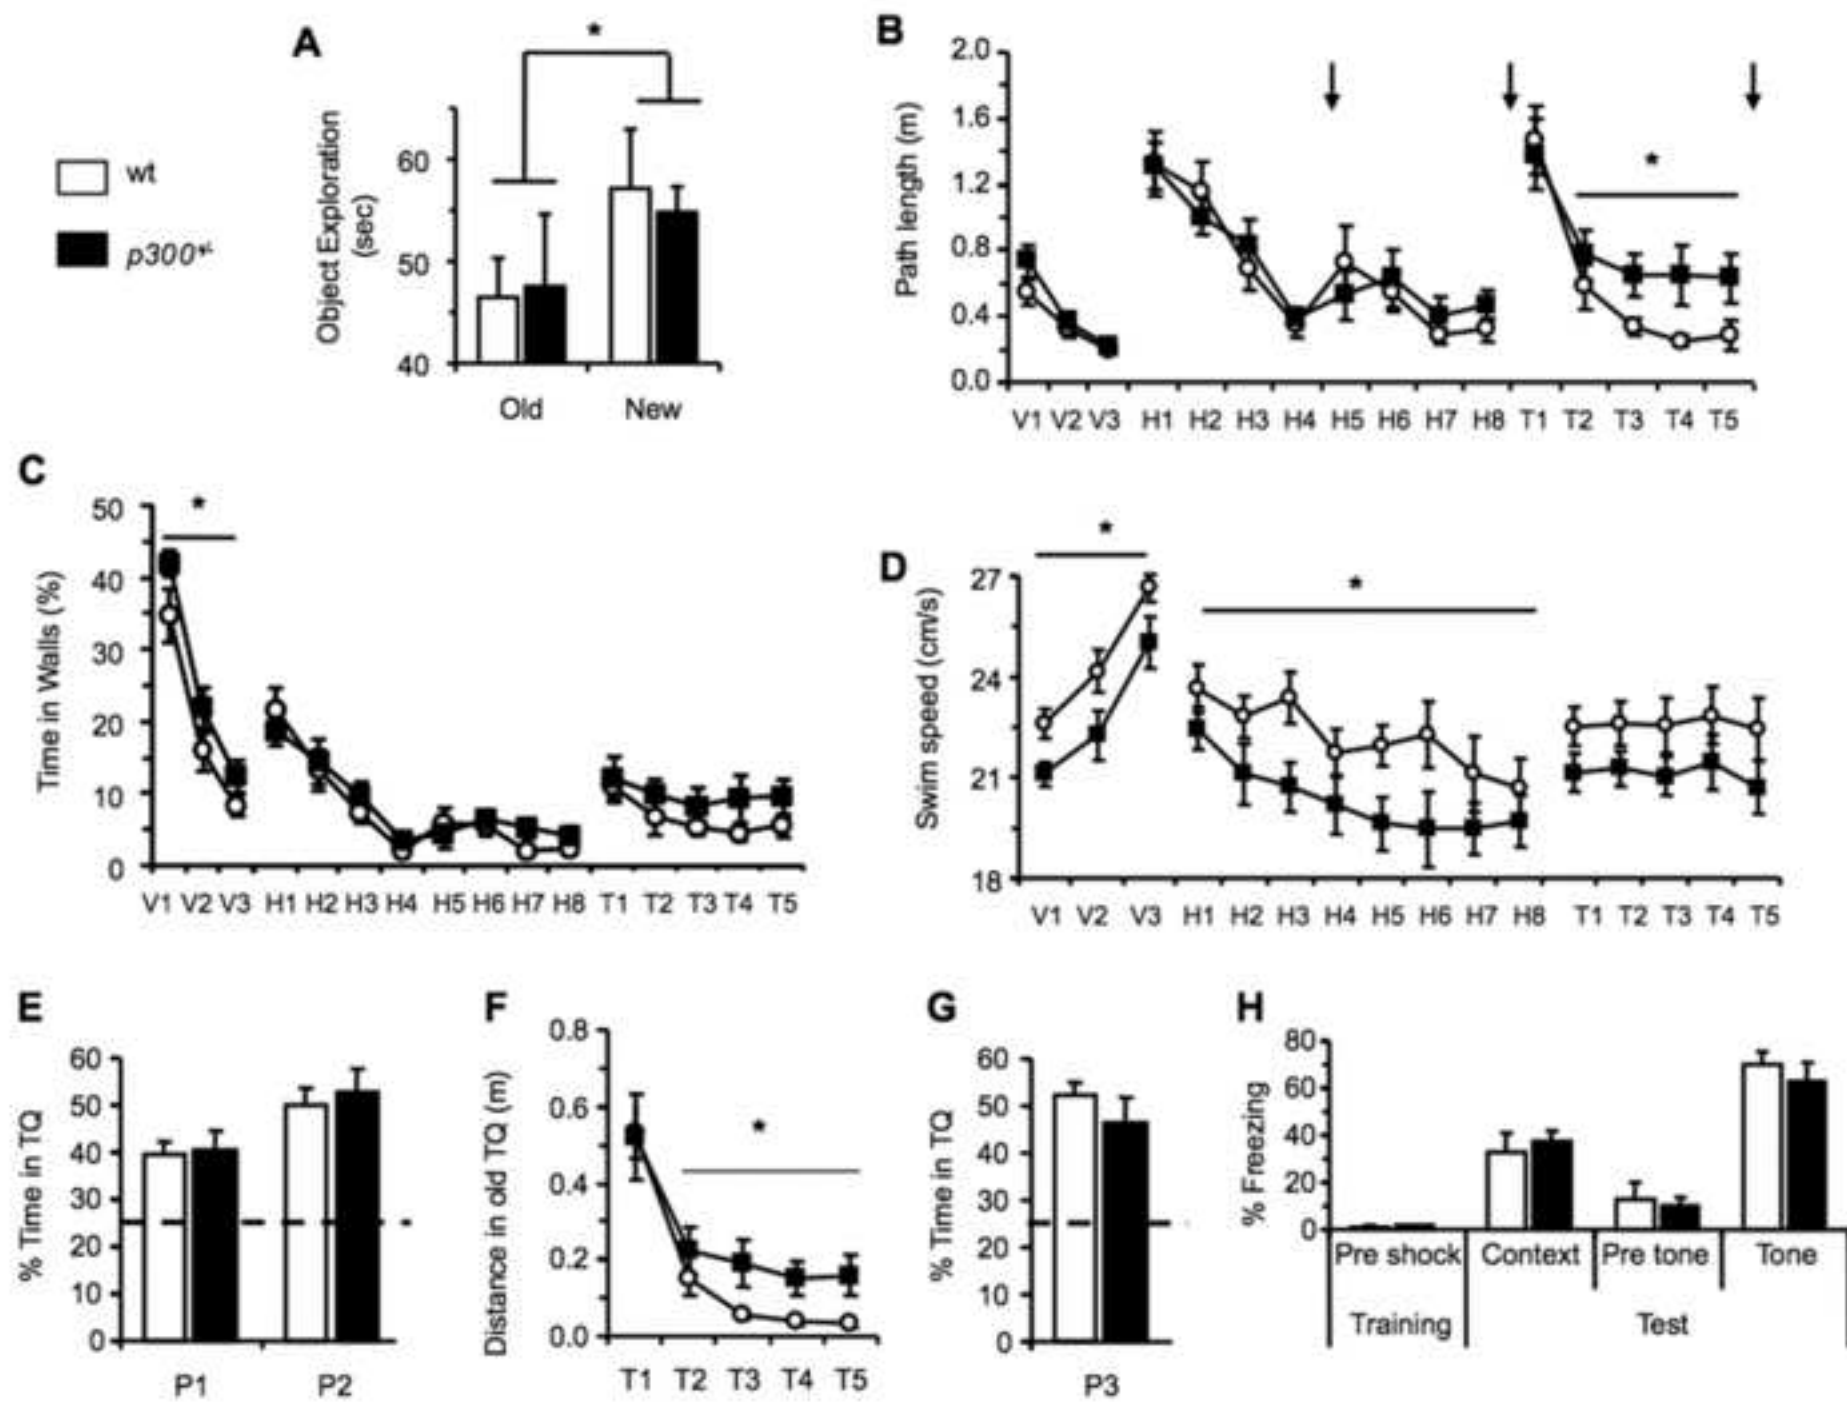 wt
p300+/-
A
*
Object Exploration
(sec)
60
50
40
Old New
B
Path length (m)
2.0
1.6
1.2
0.8
0.4
0.0
*
V1 V2 V3 H1 H2 H3 H4 H5 H6 H7 H8 T1 T2 T3 T4 T5
C
Time in Walls (%)
50
40
30
20
10
0
*
V1 V2 V3 H1 H2 H3 H4 H5 H6 H7 H8 T1 T2 T3 T4 T5
D
Swim speed (cm/s)
27
24
21
18
*
*
V1 V2 V3 H1 H2 H3 H4 H5 H6 H7 H8 T1 T2 T3 T4 T5
E
% Time in TQ
60
50
40
30
20
10
0
P1 P2
F
Distance in old TQ (m)
0.8
0.6
0.4
0.2
0.0
*
T1 T2 T3 T4 T5
G
% Time in TQ
60
50
40
30
20
10
0
P3
H
% Freezing
80
60
40
20
0
Pre shock Context Pre tone Tone
Training Test